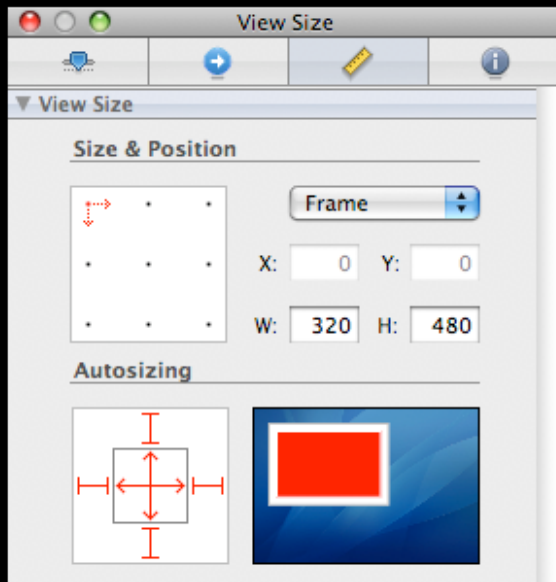 View Size
View Size
Size & Position
Frame
X: 0 Y: 0
W: 320 H: 480
Autosizing